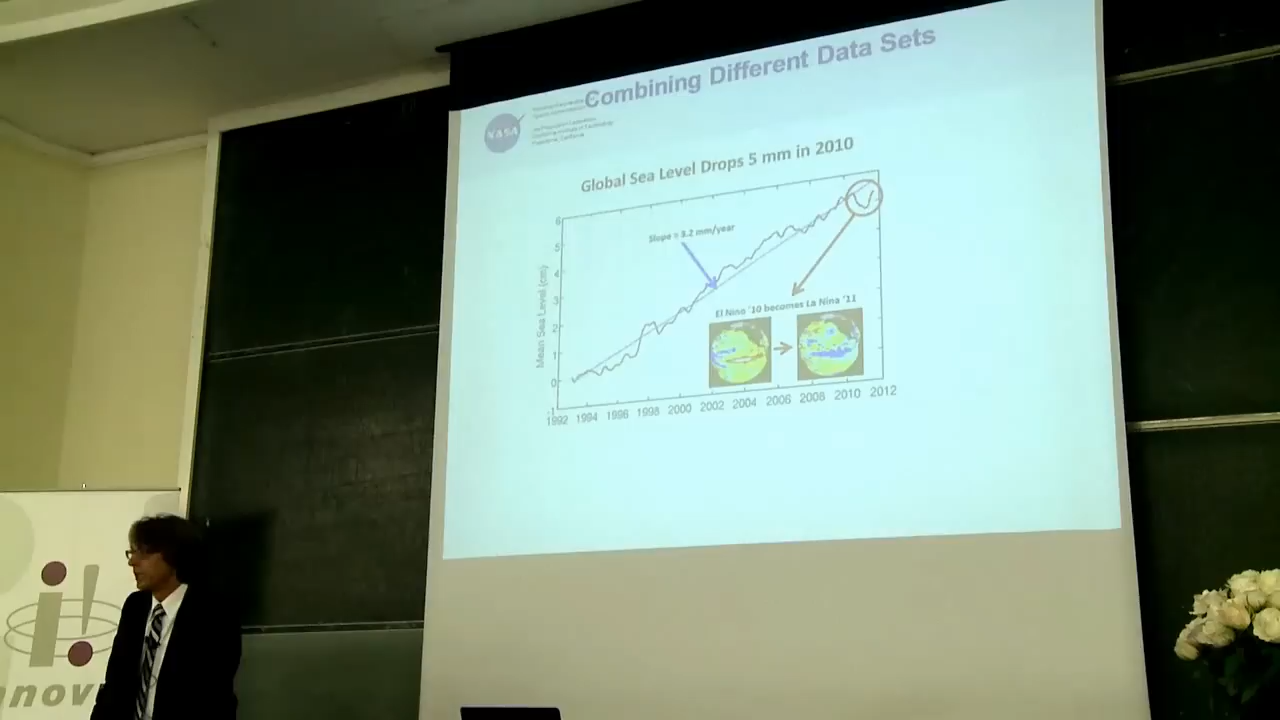 Combining Different Data Sets
NASA
Global Sea Level Drops 5 mm in 2010
Slope = 3.2 mm/year
El Nino '10 becomes La Nina '11
Mean Sea Level (cm)
6
5
4
3
2
1
0
-1
1992 1994 1996 1998 2000 2002 2004 2006 2008 2010 2012
i!
nnov